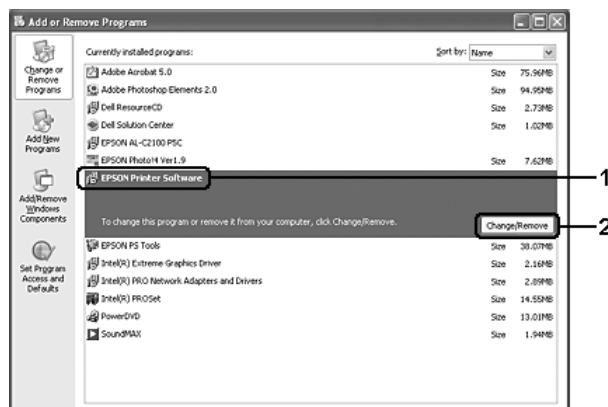 Add or Remove Programs
Change or
Remove
Programs
Add New
Programs
Add/Remove
Windows
Components
Set Program
Access and
Defaults
Currently installed programs:
Sort by: Name
Adobe Acrobat 5.0 Size 75.96MB
Adobe Photoshop Elements 2.0 Size 94.95MB
Dell ResourceCD Size 2.73MB
Dell Solution Center Size 1.02MB
EPSON AL-C2100 PSC
EPSON Photo!4 Ver1.9 Size 7.62MB
EPSON Printer Software 1
To change this program or remove it from your computer, click Change/Remove. Change/Remove 2
EPSON PS Tools Size 38.07MB
Intel(R) Extreme Graphics Driver Size 2.16MB
Intel(R) PRO Network Adapters and Drivers Size 2.89MB
Intel(R) PROSet Size 14.55MB
PowerDVD Size 13.01MB
SoundMAX Size 1.94MB